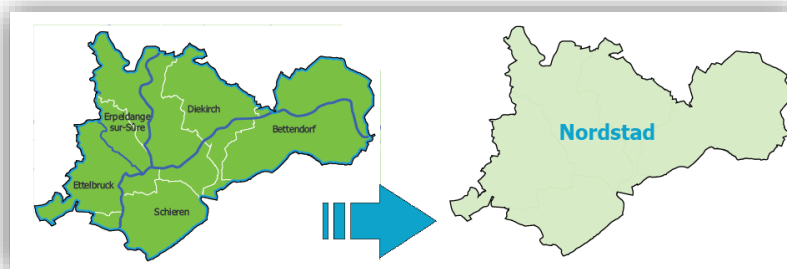 Diekirch
Erpeldange
sur-Sûre
Bettendorf
Ettelbruck
Schieren
Nordstad